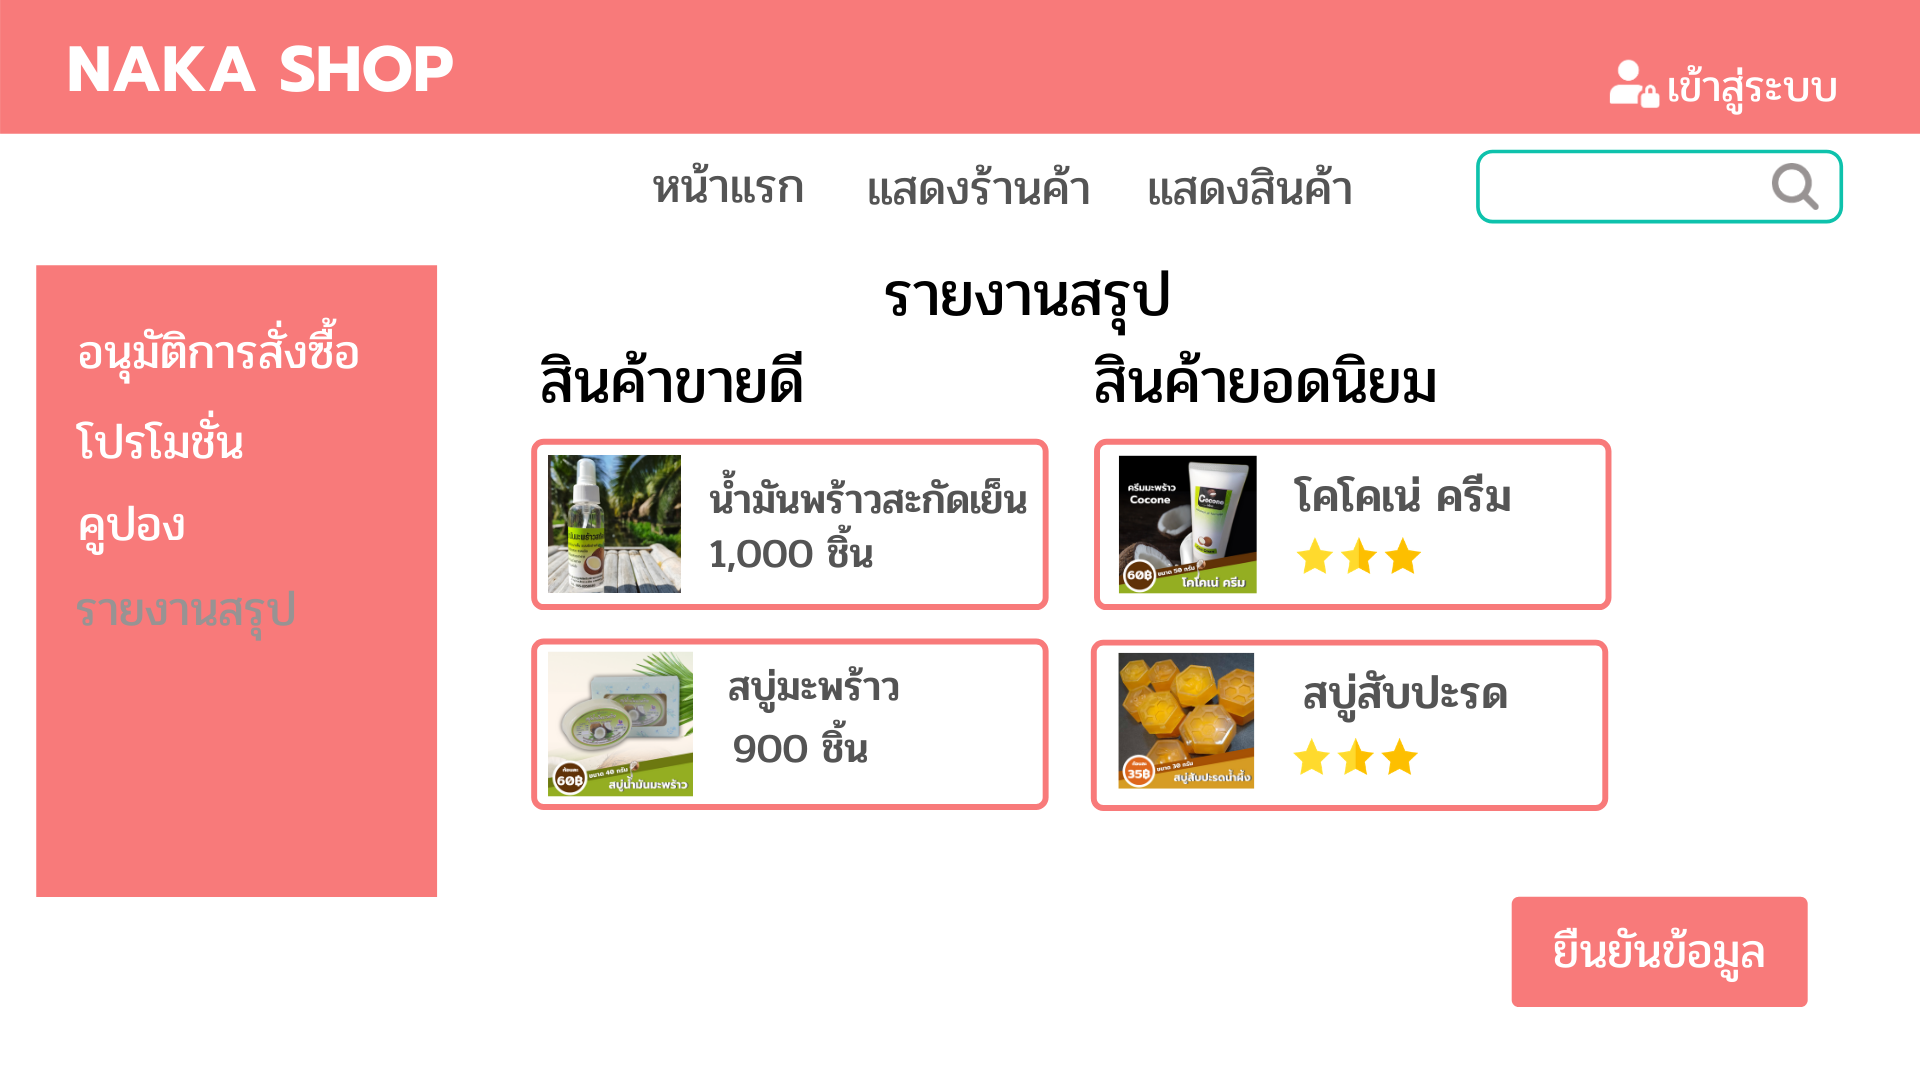 NAKA SHOP
เข้าสู่ระบบ
หน้าแรก แสดงร้านค้า แสดงสินค้า
อนุมัติการสั่งซื้อ
โปรโมชั่น
คูปอง
รายงานสรุป
รายงานสรุป
สินค้าขายดี
น้ำมันพร้าวสะกัดเย็น
1,000 ชิ้น
สบู่มะพร้าว
900 ชิ้น
60฿
ขนาด 40 กรัม
สบู่น้ำมันมะพร้าว
สินค้ายอดนิยม
ครีมมะพร้าว
Cocone
Cocone
60฿
ขนาด 50 กรัม
โคโคเน่ ครีม
โคโคเน่ ครีม
35฿
ขนาด 30 กรัม
สบู่สับปะรดน้ำผึ้ง
สบู่สับปะรด
ยืนยันข้อมูล